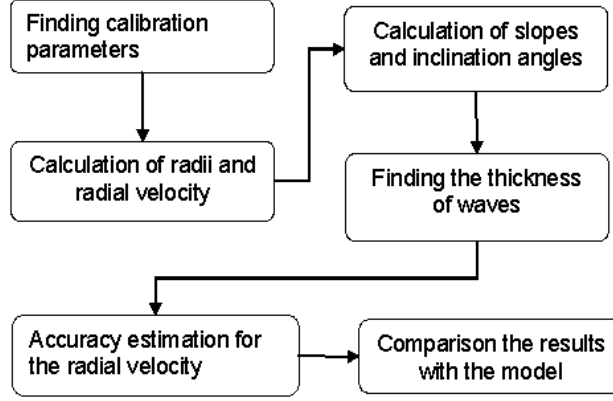 Finding calibration
parameters
Calculation of radii and
radial velocity
Calculation of slopes
and inclination angles
Finding the thickness
of waves
Accuracy estimation for
the radial velocity
Comparison the results
with the model